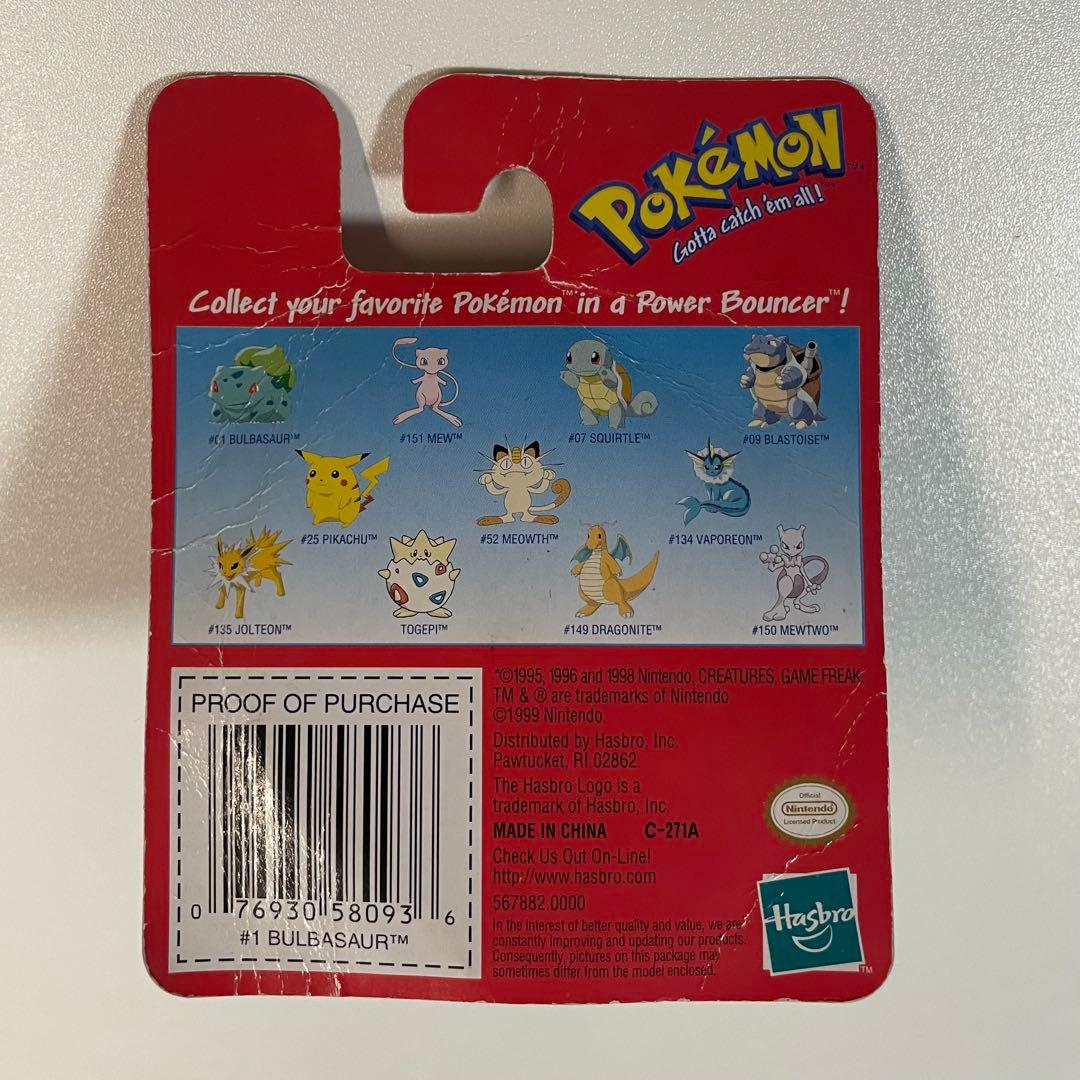 POKéMON™
Gotta catch 'em all!™
Collect your favorite Pokémon™ in a Power Bouncer™!
#01 BULBASAUR™
#151 MEW™
#07 SQUIRTLE™
#09 BLASTOISE™
#25 PIKACHU™
#52 MEOWTH™
#134 VAPOREON™
#135 JOLTEON™
TOGEPI™
#149 DRAGONITE™
#150 MEWTWO™
PROOF OF PURCHASE
0 76930 58093 6
#1 BULBASAUR™
*©1995, 1996 and 1998 Nintendo, CREATURES, GAME FREAK.
TM & ® are trademarks of Nintendo.
©1999 Nintendo.
Distributed by Hasbro, Inc.
Pawtucket, RI 02862.
The Hasbro Logo is a
trademark of Hasbro, Inc.
MADE IN CHINA C-271A
Check Us Out On-Line!
http://www.hasbro.com
567882.0000
In the interest of better quality and value, we are
constantly improving and updating our products.
Consequently, pictures on this package may
sometimes differ from the model enclosed.
Official
Nintendo
Licensed Product
Hasbro
TM